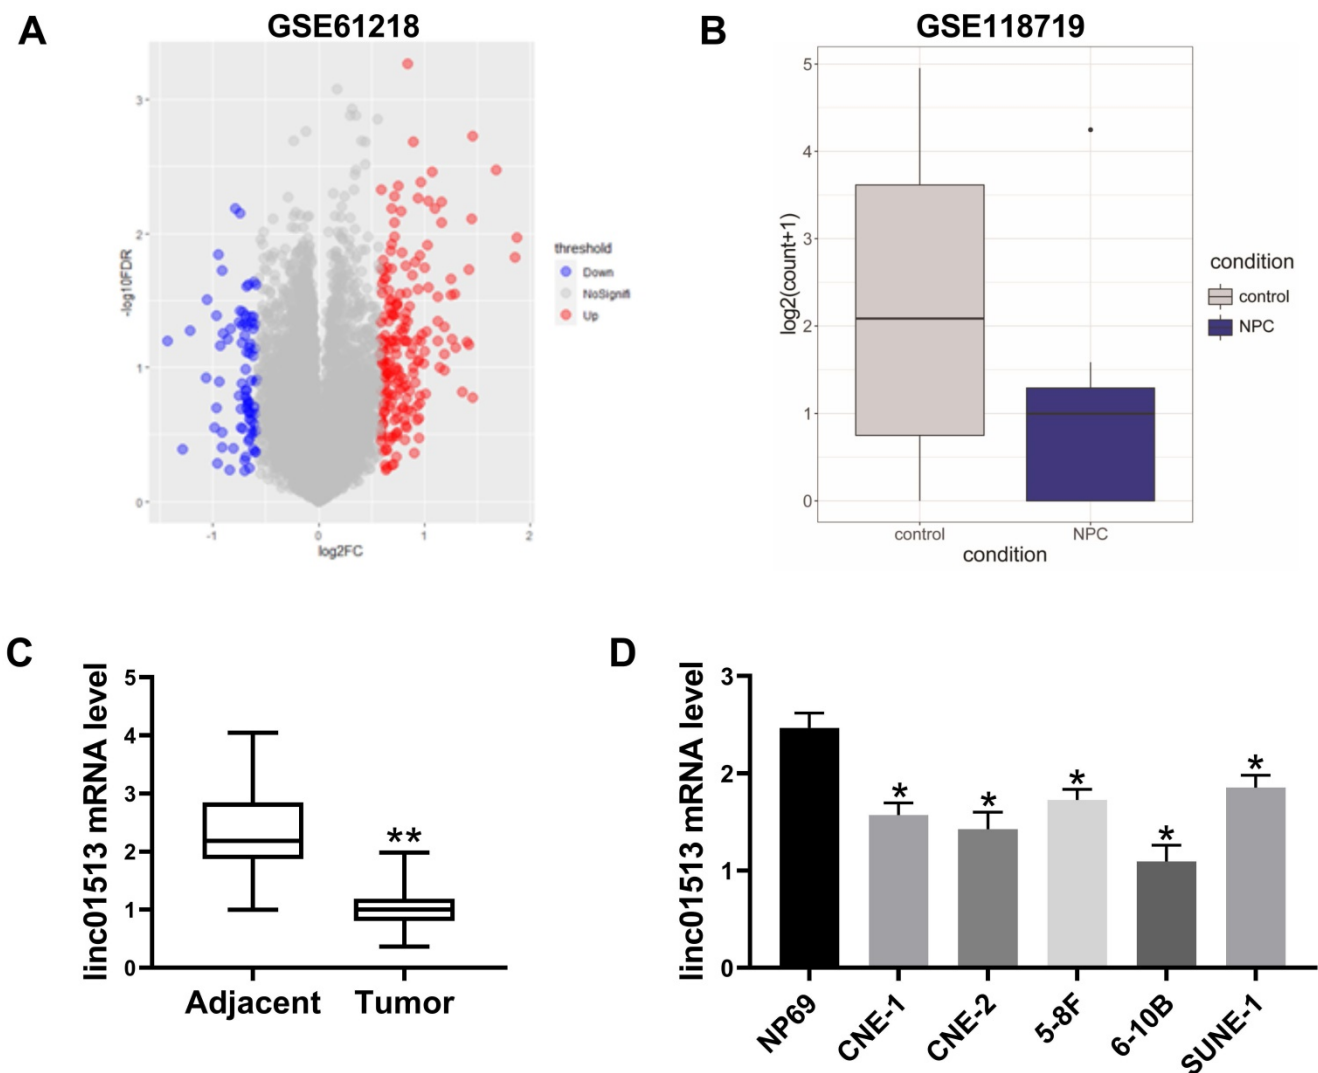 A
GSE61218
-log10FDR
3
2
1
0
-1
0
1
2
log2FC
threshold
Down
NoSignifi
Up
B
GSE118719
log2(count+1)
5
4
3
2
1
0
control
NPC
condition
condition
control
NPC
C
linc01513 mRNA level
5
4
3
2
1
0
**
Adjacent
Tumor
D
linc01513 mRNA level
3
2
1
0
*
*
*
*
*
NP69
CNE-1
CNE-2
5-8F
6-10B
SUNE-1